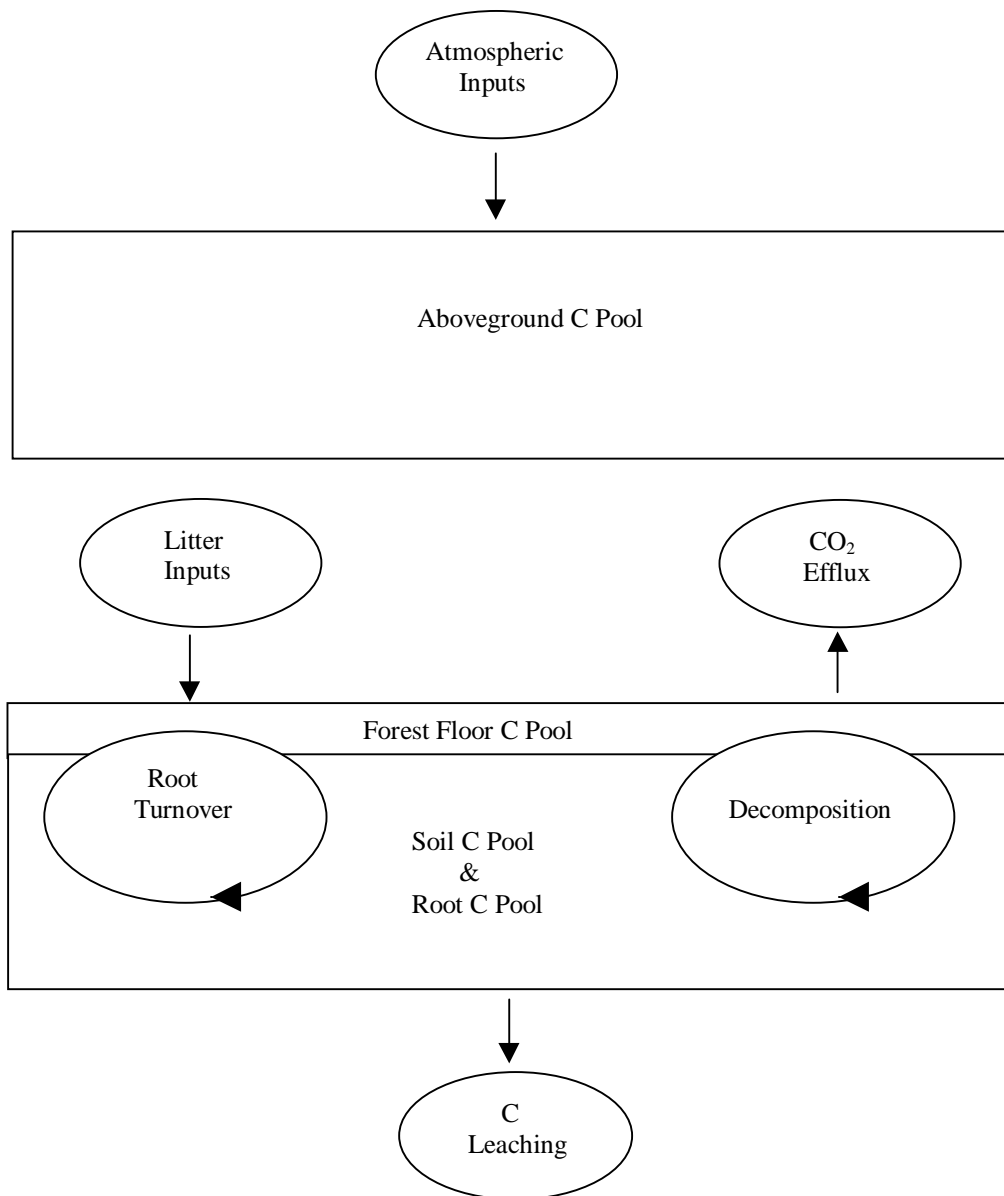 Atmospheric
Inputs
Aboveground C Pool
Litter
Inputs
CO₂
Efflux
Forest Floor C Pool
Root
Turnover
Decomposition
Soil C Pool
&
Root C Pool
C
Leaching